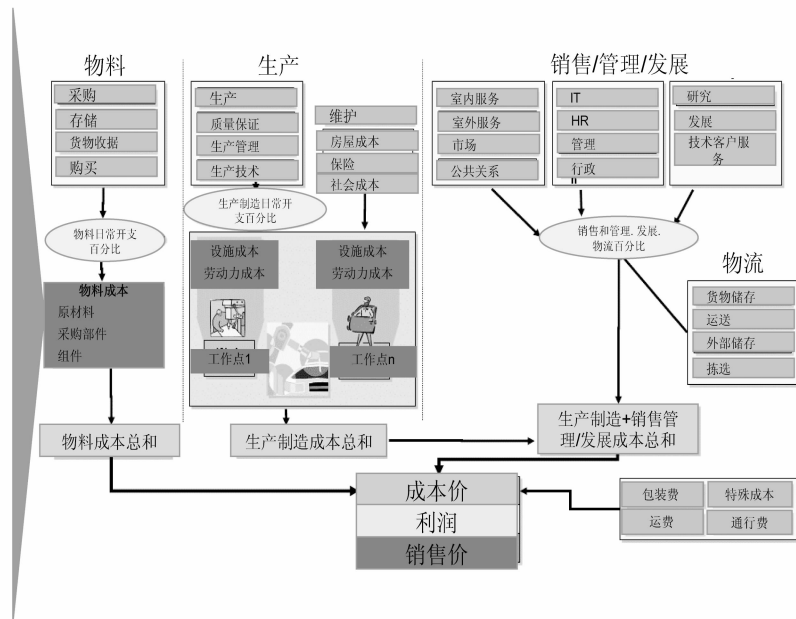 物料
采购
存储
货物收据
购买
物料日常开支
百分比
物料成本
原材料
采购部件
组件
物料成本总和
生产
生产
质量保证
生产管理
生产技术
维护
房屋成本
保险
社会成本
生产制造日常开
支百分比
设施成本
劳动力成本
工作点1
设施成本
劳动力成本
工作点n
生产制造成本总和
销售/管理/发展
室内服务
室外服务
市场
公共关系
IT
HR
管理
行政
研究
发展
技术客户服
务
销售和管理. 发展.
物流百分比
物流
货物储存
运送
外部储存
拣选
生产制造+销售管
理/发展成本总和
成本价
利润
销售价
包装费
特殊成本
运费
通行费